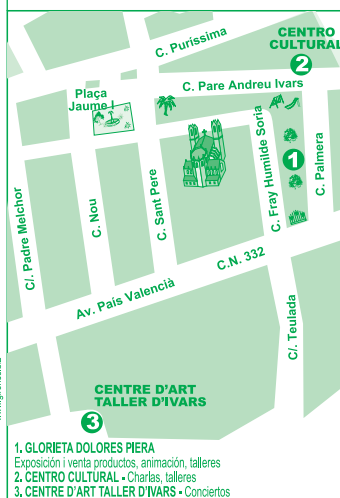 C. Puríssima
CENTRO
CULTURAL
2
Plaça
Jaume I
C. Pare Andreu Ivars
C/. Padre Melchor
C. Nou
C. Sant Pere
C. Fray Humilde Soria
1
C. Palmera
C.N. 332
Av. País Valencià
C/. Teulada
CENTRE D'ART
TALLER D'IVARS
3
1. GLORIETA DOLORES PIERA
Exposición i venta productos, animación, talleres
2. CENTRO CULTURAL - Charlas, talleres
3. CENTRE D'ART TALLER D'IVARS - Conciertos